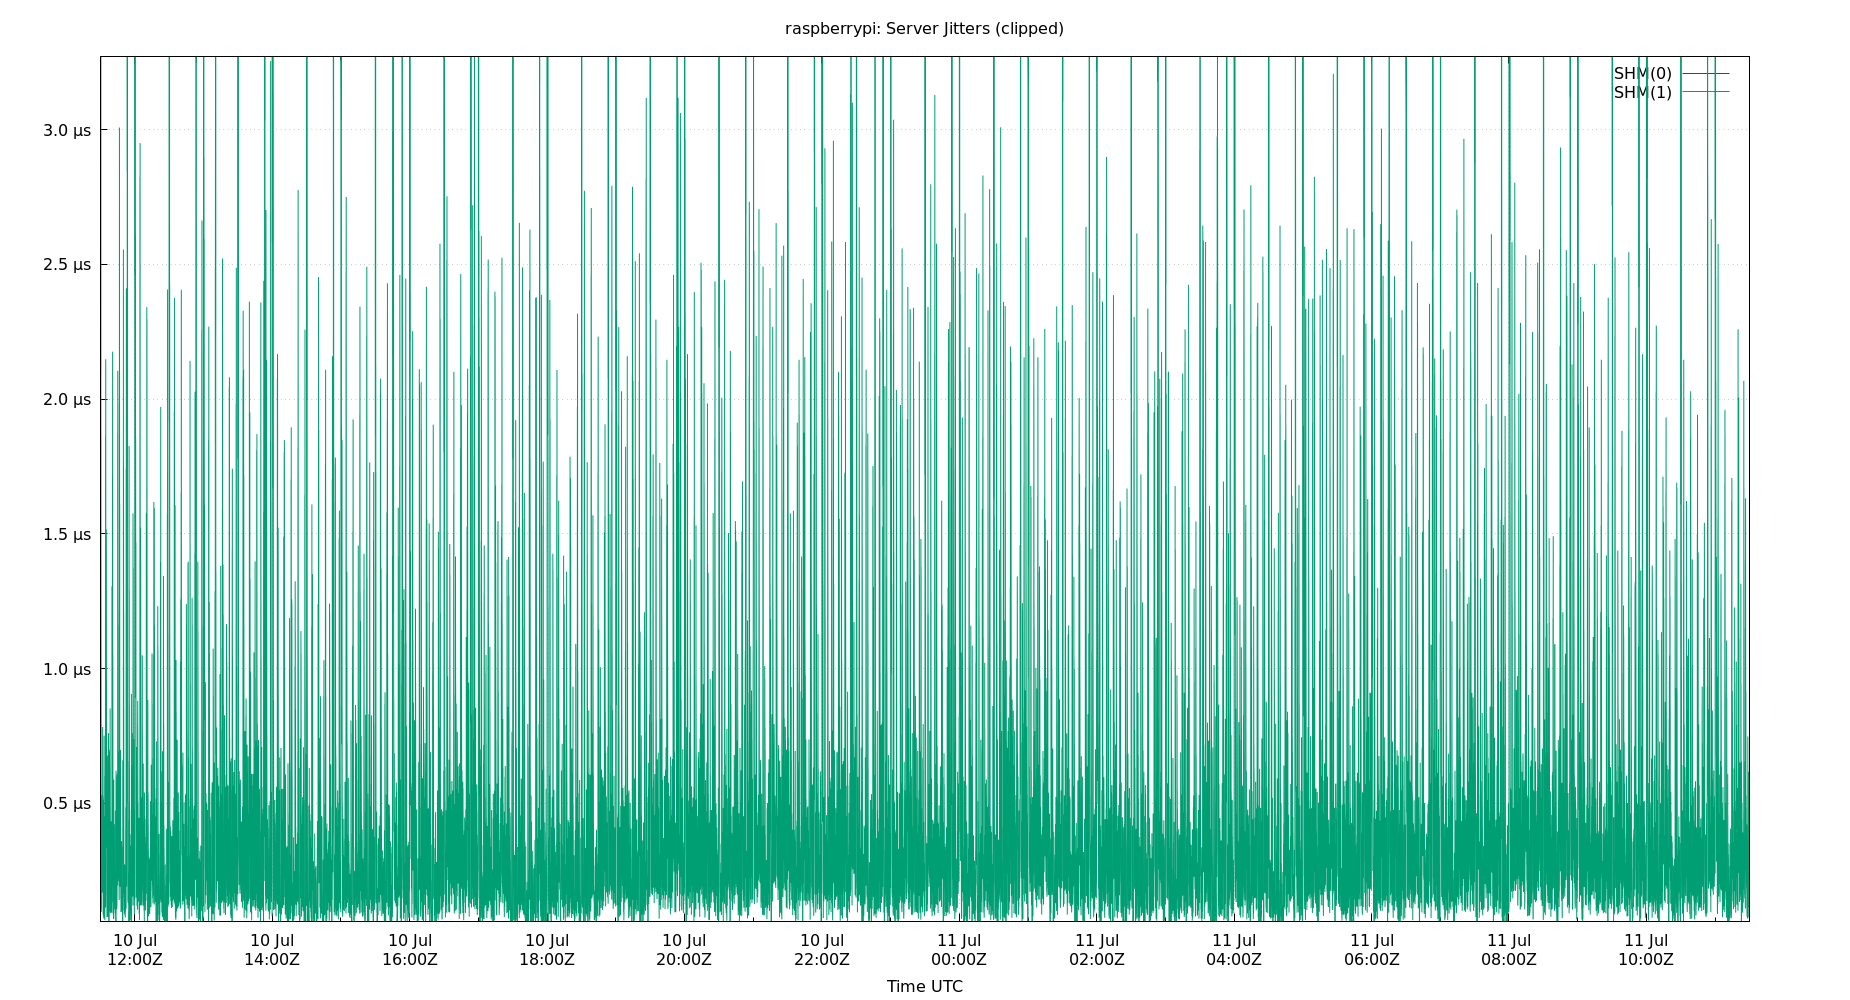 raspberrypi: Server Jitters (clipped)
SHM(0)
SHM(1)
3.0 µs
2.5 µs
2.0 µs
1.5 µs
1.0 µs
0.5 µs
10 Jul 10 Jul 10 Jul 10 Jul 10 Jul 10 Jul 11 Jul 11 Jul 11 Jul 11 Jul 11 Jul 11 Jul
12:00Z 14:00Z 16:00Z 18:00Z 20:00Z 22:00Z 00:00Z 02:00Z 04:00Z 06:00Z 08:00Z 10:00Z
Time UTC